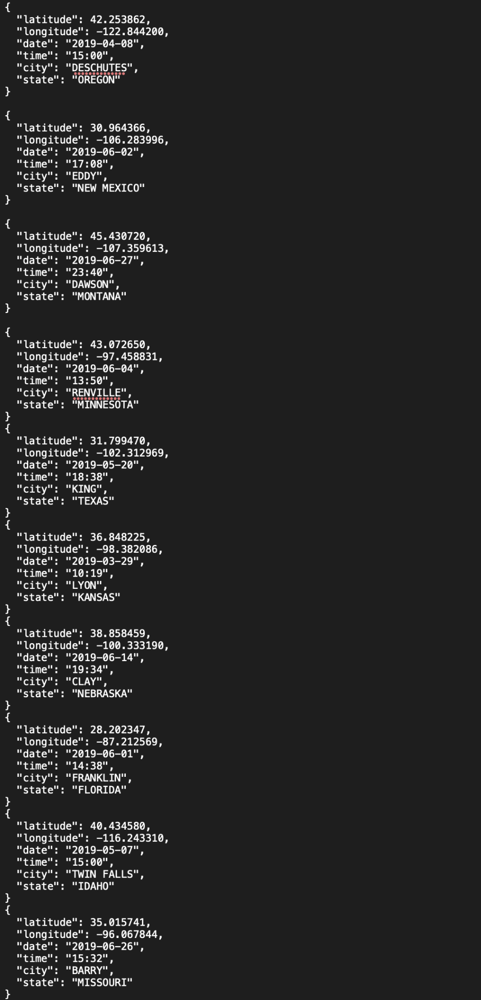 {
  "latitude": 42.253862,
  "longitude": -122.844200,
  "date": "2019-04-08",
  "time": "15:00",
  "city": "DESCHUTES",
  "state": "OREGON"
}
{
  "latitude": 30.964366,
  "longitude": -106.283996,
  "date": "2019-06-02",
  "time": "17:08",
  "city": "EDDY",
  "state": "NEW MEXICO"
}
{
  "latitude": 45.430720,
  "longitude": -107.359613,
  "date": "2019-06-27",
  "time": "23:40",
  "city": "DAWSON",
  "state": "MONTANA"
}
{
  "latitude": 43.072650,
  "longitude": -97.458831,
  "date": "2019-06-04",
  "time": "13:50",
  "city": "RENVILLE",
  "state": "MINNESOTA"
}
{
  "latitude": 31.799470,
  "longitude": -102.312969,
  "date": "2019-05-20",
  "time": "18:38",
  "city": "KING",
  "state": "TEXAS"
}
{
  "latitude": 36.848225,
  "longitude": -98.382086,
  "date": "2019-03-29",
  "time": "10:19",
  "city": "LYON",
  "state": "KANSAS"
}
{
  "latitude": 38.858459,
  "longitude": -100.333190,
  "date": "2019-06-14",
  "time": "19:34",
  "city": "CLAY",
  "state": "NEBRASKA"
}
{
  "latitude": 28.202347,
  "longitude": -87.212569,
  "date": "2019-06-01",
  "time": "14:38",
  "city": "FRANKLIN",
  "state": "FLORIDA"
}
{
  "latitude": 40.434580,
  "longitude": -116.243310,
  "date": "2019-05-07",
  "time": "15:00",
  "city": "TWIN FALLS",
  "state": "IDAHO"
}
{
  "latitude": 35.015741,
  "longitude": -96.067844,
  "date": "2019-06-26",
  "time": "15:32",
  "city": "BARRY",
  "state": "MISSOURI"
}